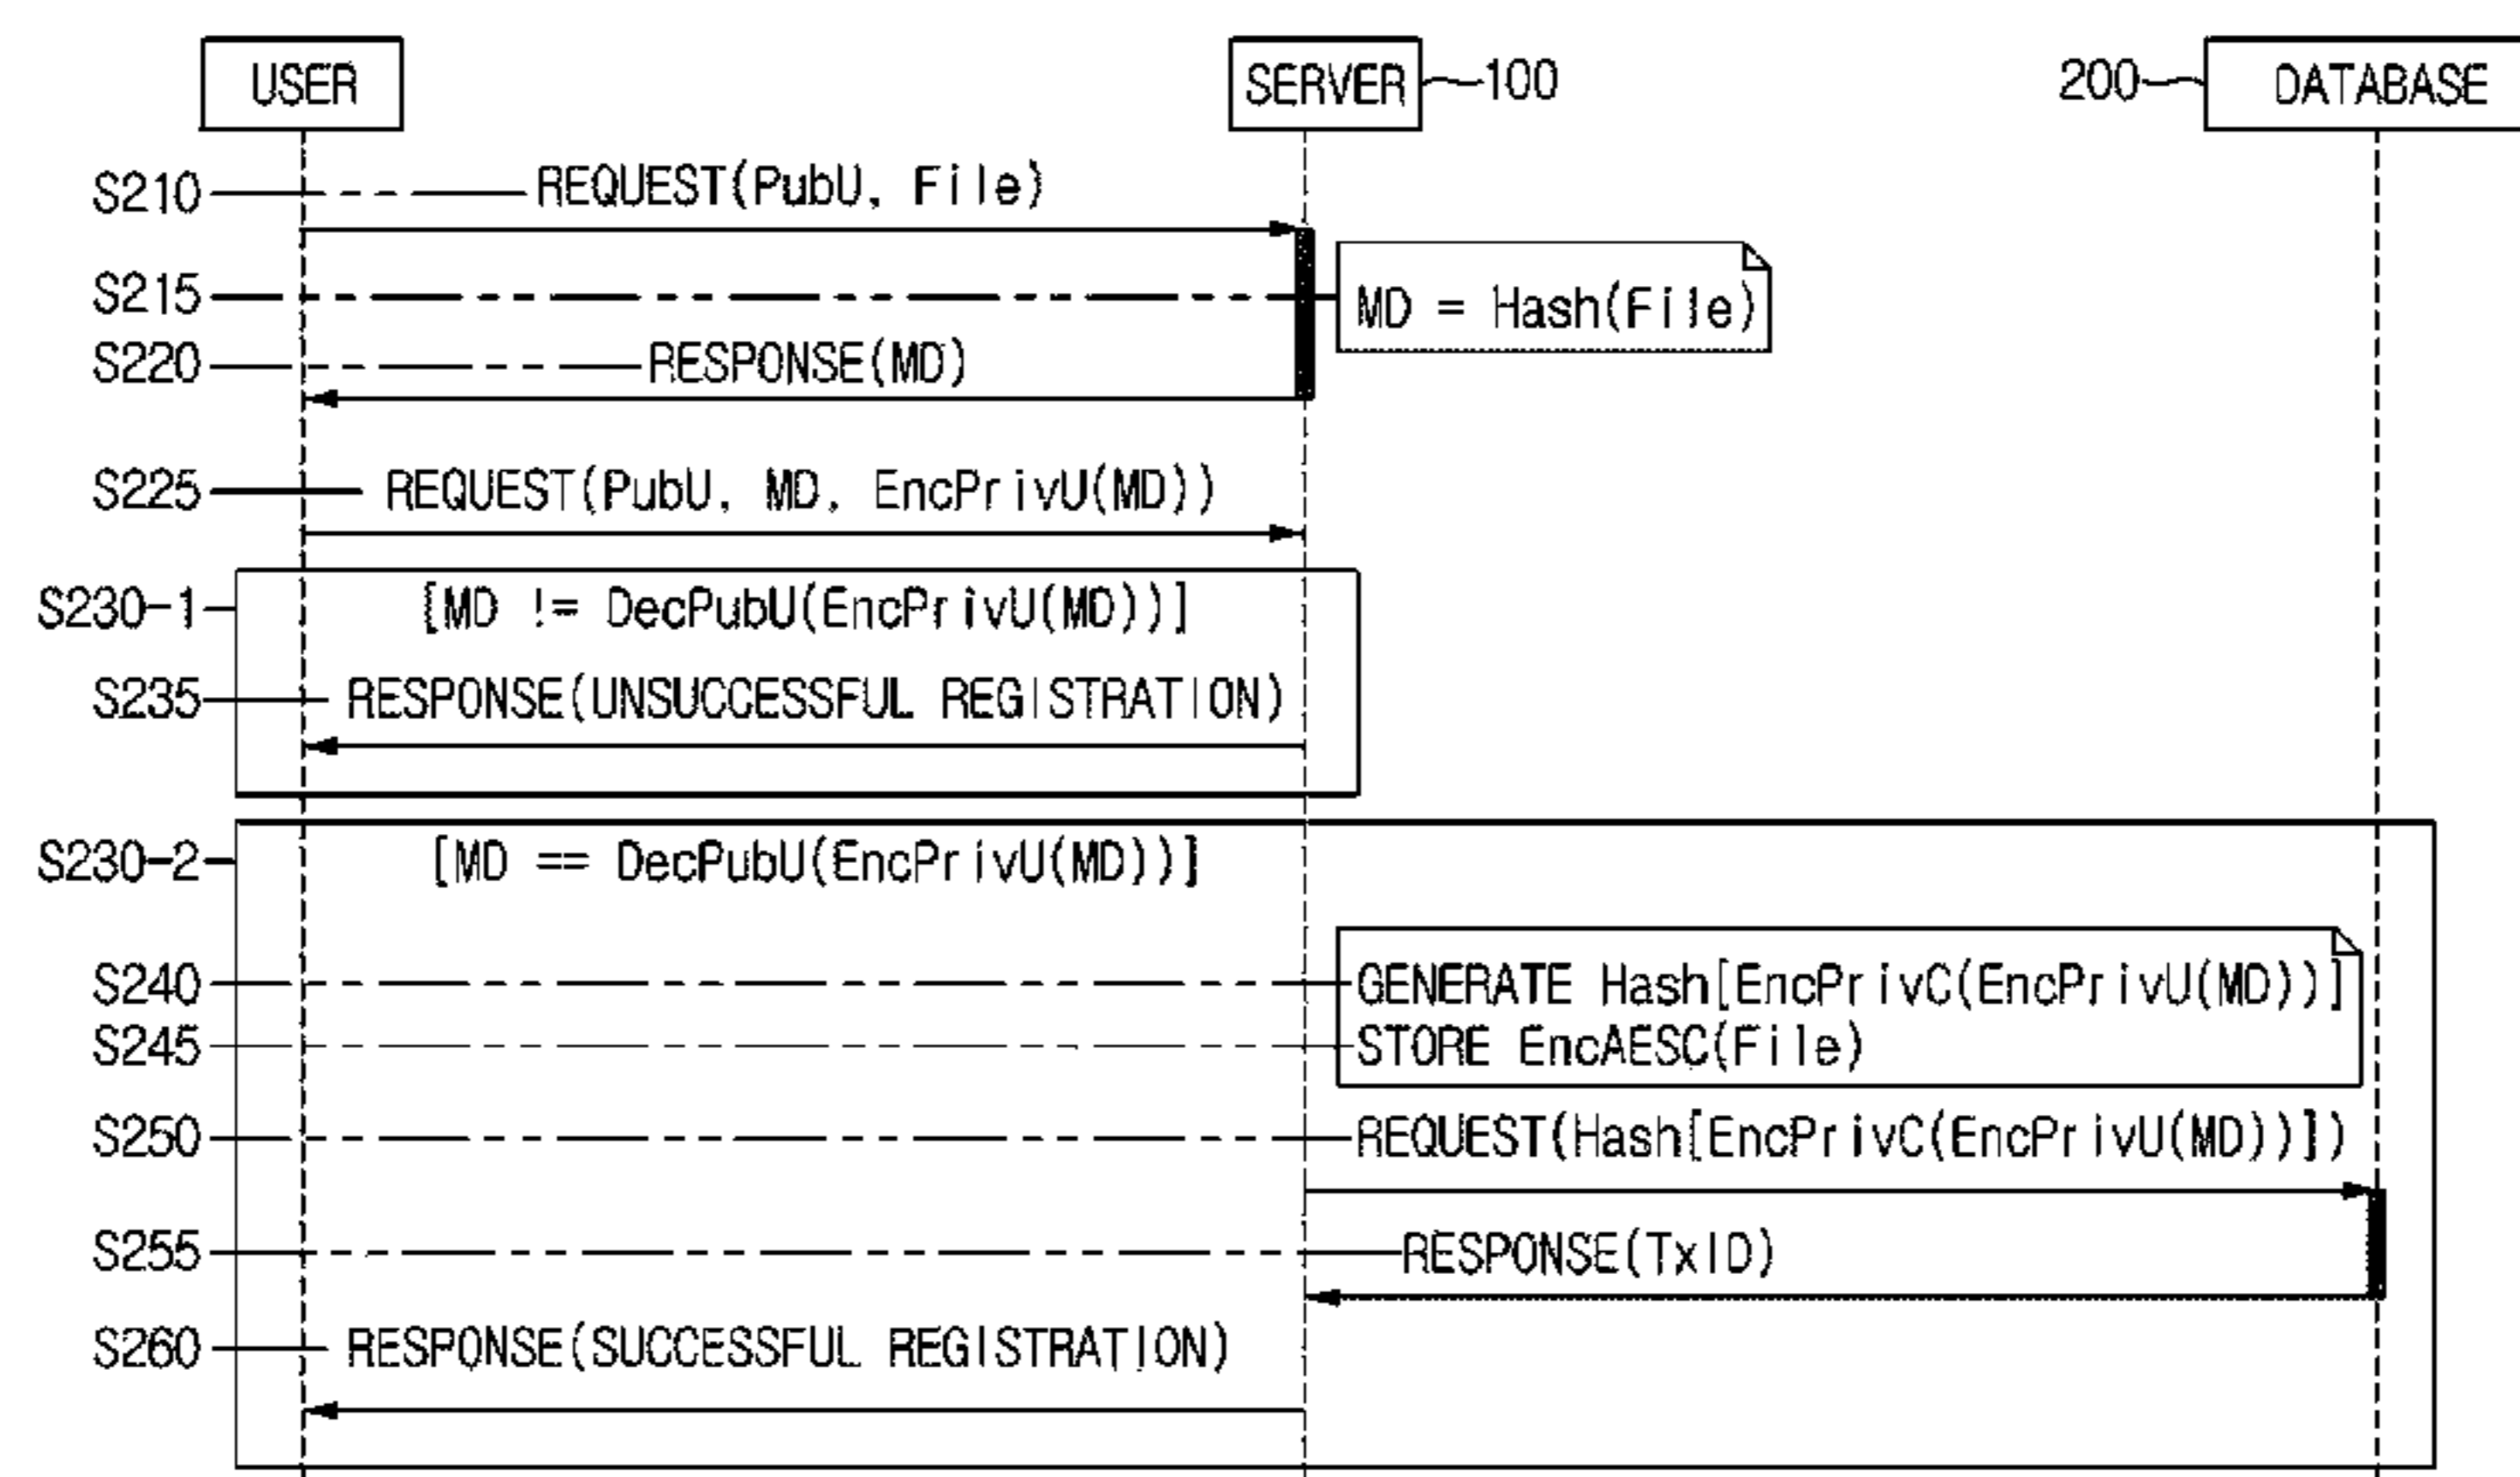 USER
SERVER 100
200 DATABASE
S210 REQUEST(PubU, File)
S215 MD = Hash(File)
S220 RESPONSE(MD)
S225 REQUEST(PubU, MD, EncPrivU(MD))
S230-1 [MD != DecPubU(EncPrivU(MD))]
S235 RESPONSE(UNSUCCESSFUL REGISTRATION)
S230-2 [MD == DecPubU(EncPrivU(MD))]
S240 GENERATE Hash[EncPrivC(EncPrivU(MD))]
S245 STORE EncAESC(File)
S250 REQUEST(Hash[EncPrivC(EncPrivU(MD))])
S255 RESPONSE(TxID)
S260 RESPONSE(SUCCESSFUL REGISTRATION)